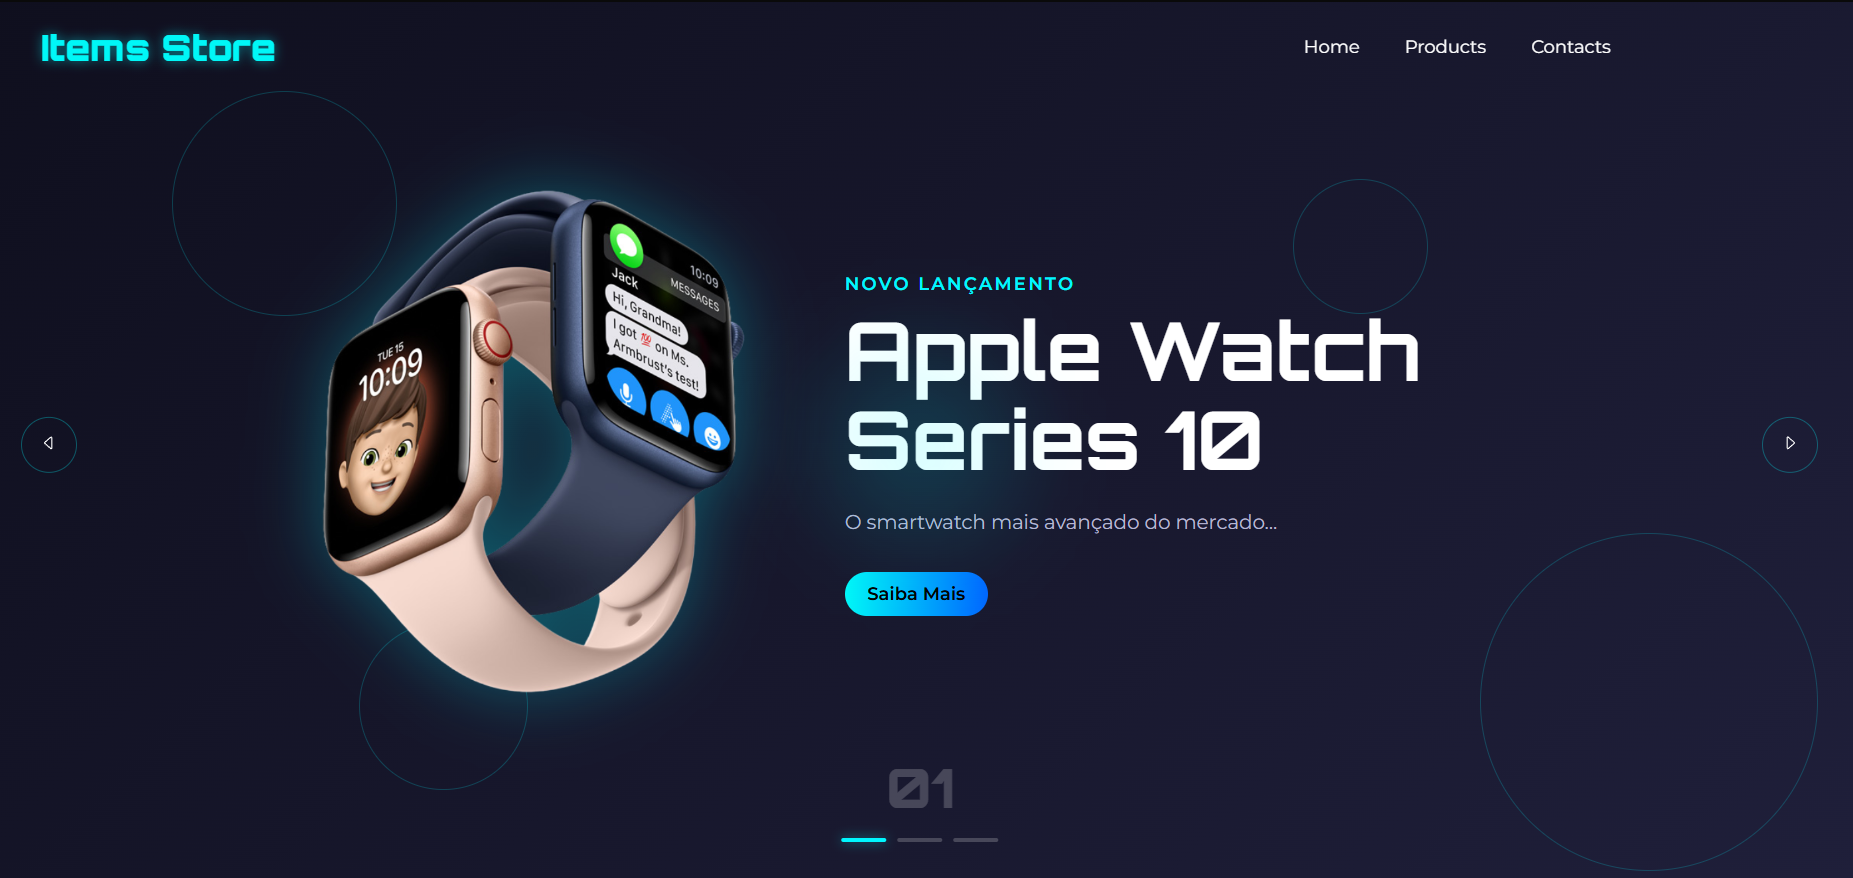 Items Store
Home
Products
Contacts
10:09
MESSAGES
Jack
Hi, Grandma!
I got 💯 on Ms.
Armbrust's test!
TUE 15
10:09
NOVO LANÇAMENTO
Apple Watch
Series 10
O smartwatch mais avançado do mercado...
Saiba Mais
01